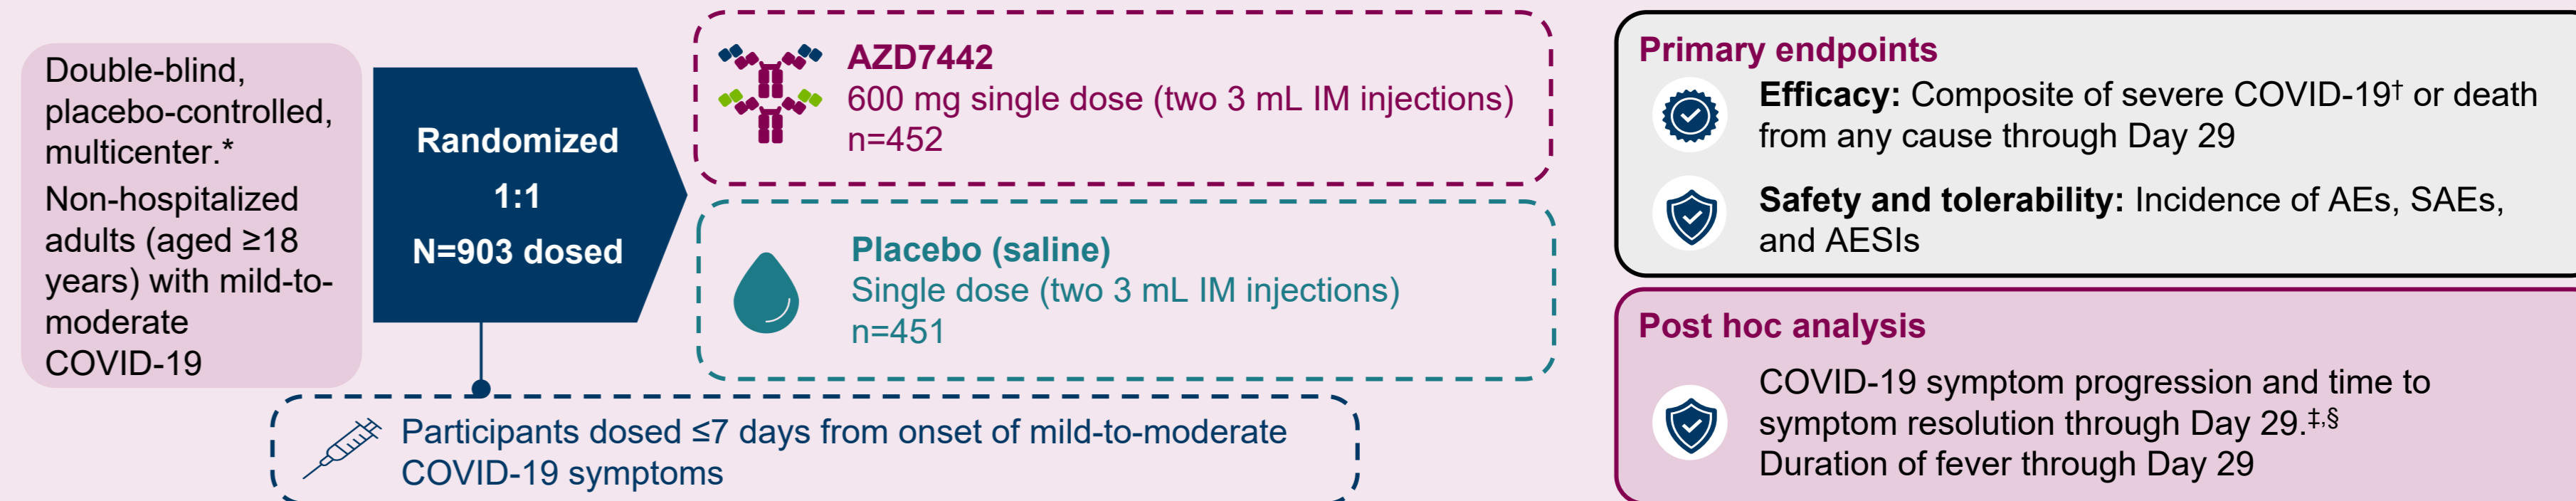 Double-blind,
placebo-controlled,
multicenter.*
Non-hospitalized
adults (aged ≥18
years) with mild-to-
moderate
COVID-19
Randomized
1:1
N=903 dosed
Participants dosed ≤7 days from onset of mild-to-moderate
COVID-19 symptoms
AZD7442
600 mg single dose (two 3 mL IM injections)
n=452
Placebo (saline)
Single dose (two 3 mL IM injections)
n=451
Primary endpoints
Efficacy: Composite of severe COVID-19† or death
from any cause through Day 29
Safety and tolerability: Incidence of AEs, SAEs,
and AESIs
Post hoc analysis
COVID-19 symptom progression and time to
symptom resolution through Day 29.‡,§
Duration of fever through Day 29